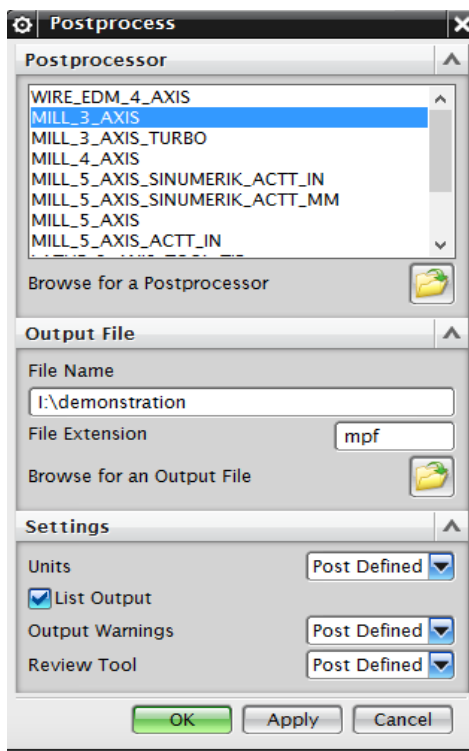 Postprocess
Postprocessor
WIRE_EDM_4_AXIS
MILL_3_AXIS
MILL_3_AXIS_TURBO
MILL_4_AXIS
MILL_5_AXIS_SINUMERIK_ACTT_IN
MILL_5_AXIS_SINUMERIK_ACTT_MM
MILL_5_AXIS
MILL_5_AXIS_ACTT_IN
Browse for a Postprocessor
Output File
File Name
I:\demonstration
File Extension mpf
Browse for an Output File
Settings
Units Post Defined
List Output
Output Warnings Post Defined
Review Tool Post Defined
OK Apply Cancel